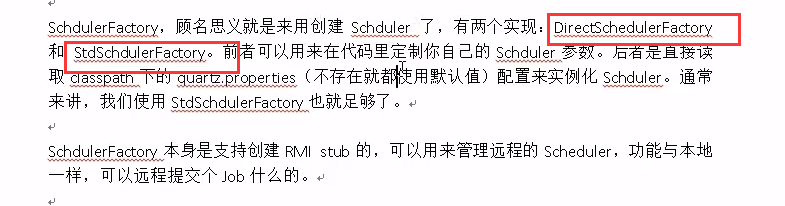 SchdulerFactory，顾名思义就是来用创建 Schduler 了，有两个实现：DirectSchedulerFactory
和 StdSchdulerFactory。前者可以用来在代码里定制你自己的 Schduler 参数。后者是直接读
取 classpath 下的 quartz.properties（不存在就都使用默认值）配置来实例化 Schduler。通常
来讲，我们使用 StdSchdulerFactory 也就足够了。
SchdulerFactory 本身是支持创建 RMI stub 的，可以用来管理远程的 Scheduler，功能与本地
一样，可以远程提交个 Job 什么的。